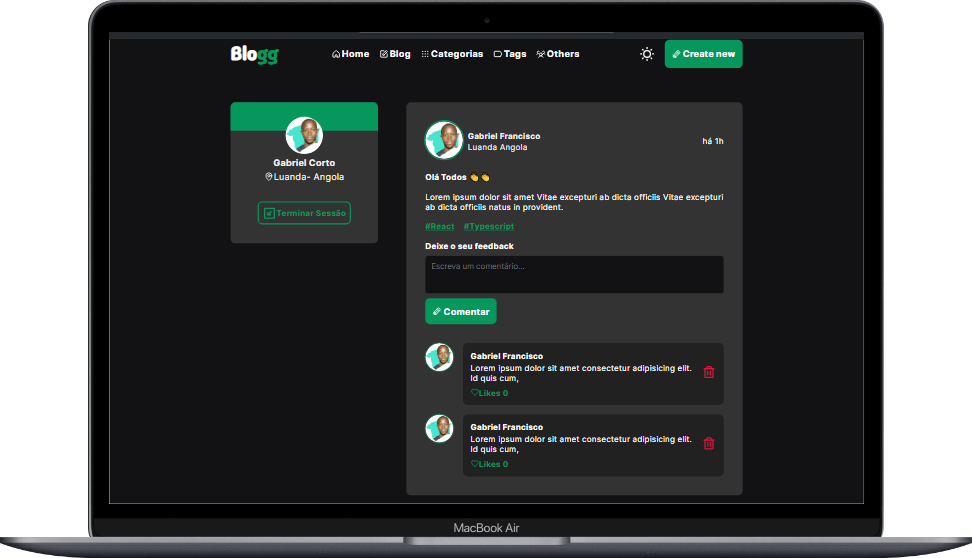 Blogg
Home Blog Categorias Tags Others
Create new
Gabriel Corto
Luanda- Angola
Terminar Sessão
Gabriel Francisco
Luanda Angola
há 1h
Olá Todos 👏 👏
Lorem ipsum dolor sit amet Vitae excepturi ab dicta officiis Vitae excepturi
ab dicta officiis natus in provident.
#React #Typescript
Deixe o seu feedback
Escreva um comentário...
Comentar
Gabriel Francisco
Lorem ipsum dolor sit amet consectetur adipisicing elit.
Id quis cum,
Likes 0
Gabriel Francisco
Lorem ipsum dolor sit amet consectetur adipisicing elit.
Id quis cum,
Likes 0
MacBook Air